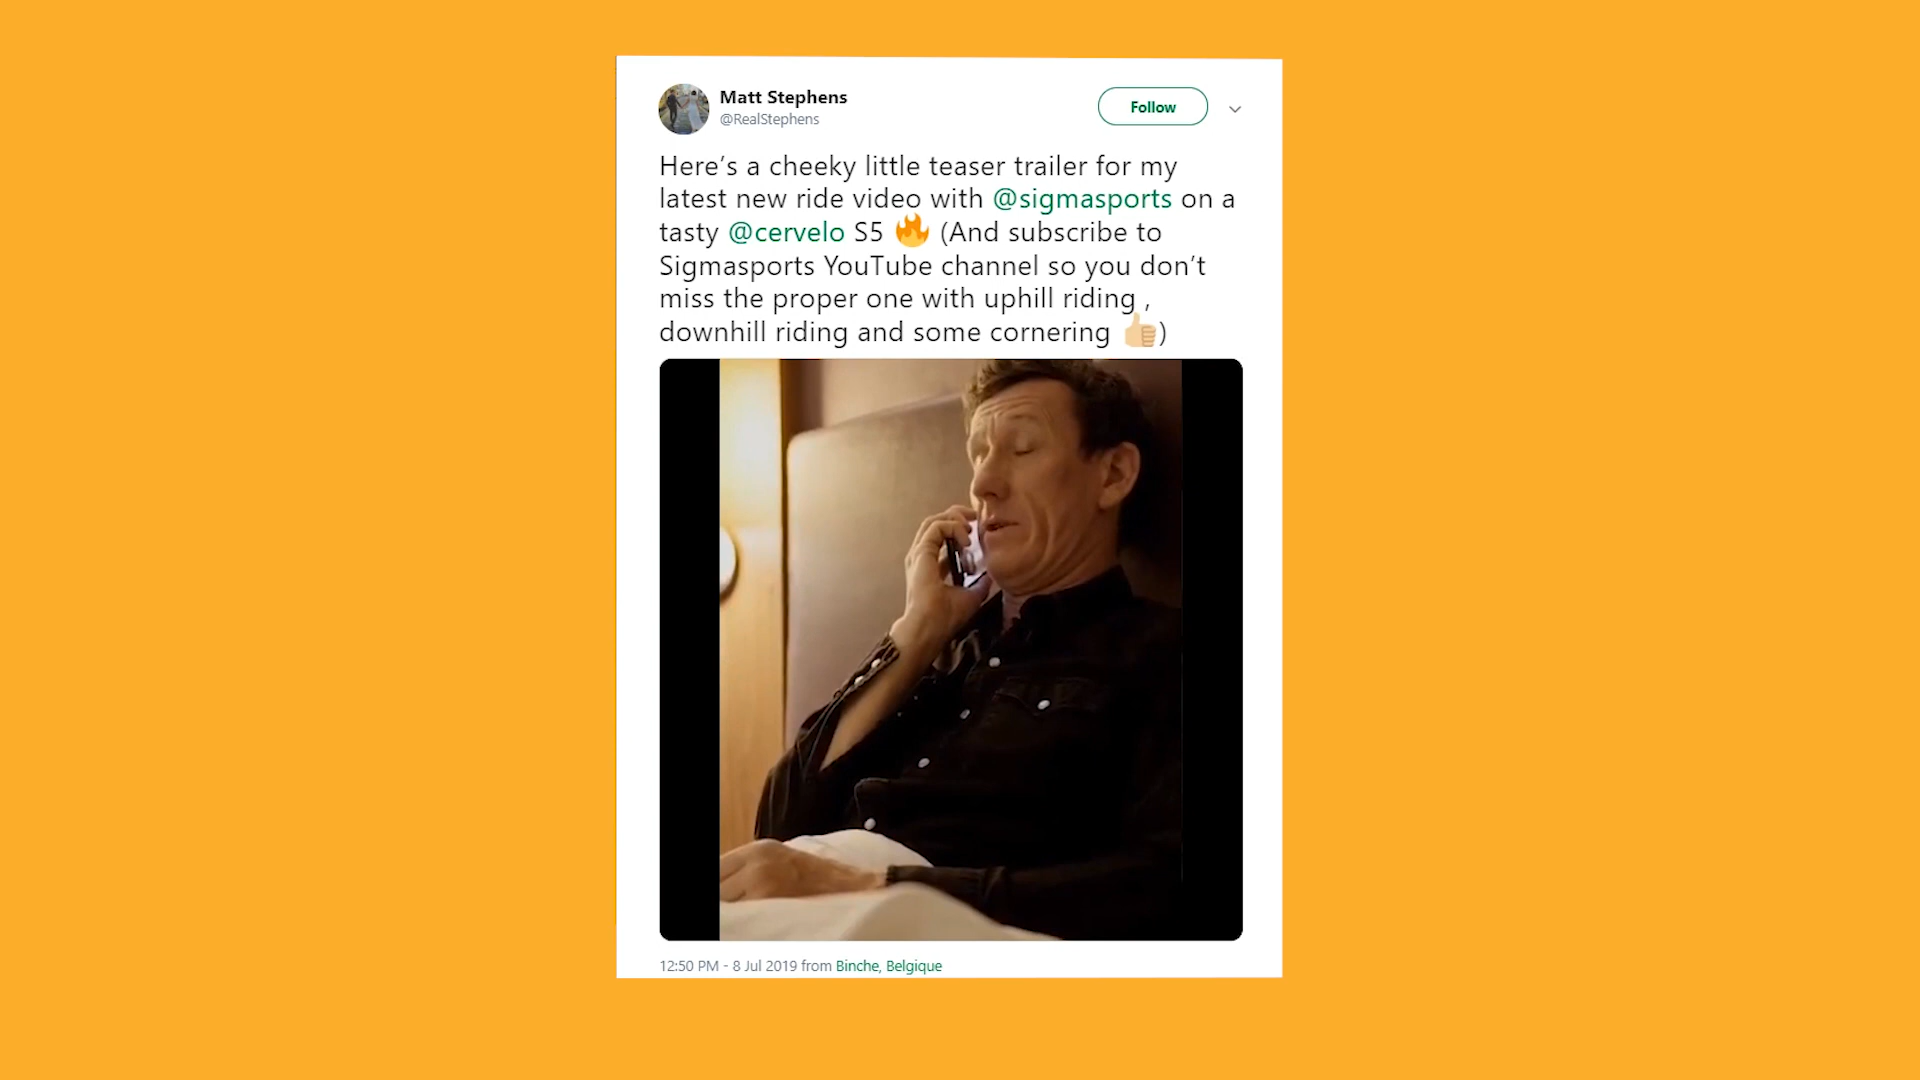 Matt Stephens
@RealStephens
Follow
Here’s a cheeky little teaser trailer for my
latest new ride video with @sigmasports on a
tasty @cervelo S5 🔥 (And subscribe to
Sigmasports YouTube channel so you don’t
miss the proper one with uphill riding ,
downhill riding and some cornering 👍🏼)
12:50 PM - 8 Jul 2019 from Binche, Belgique